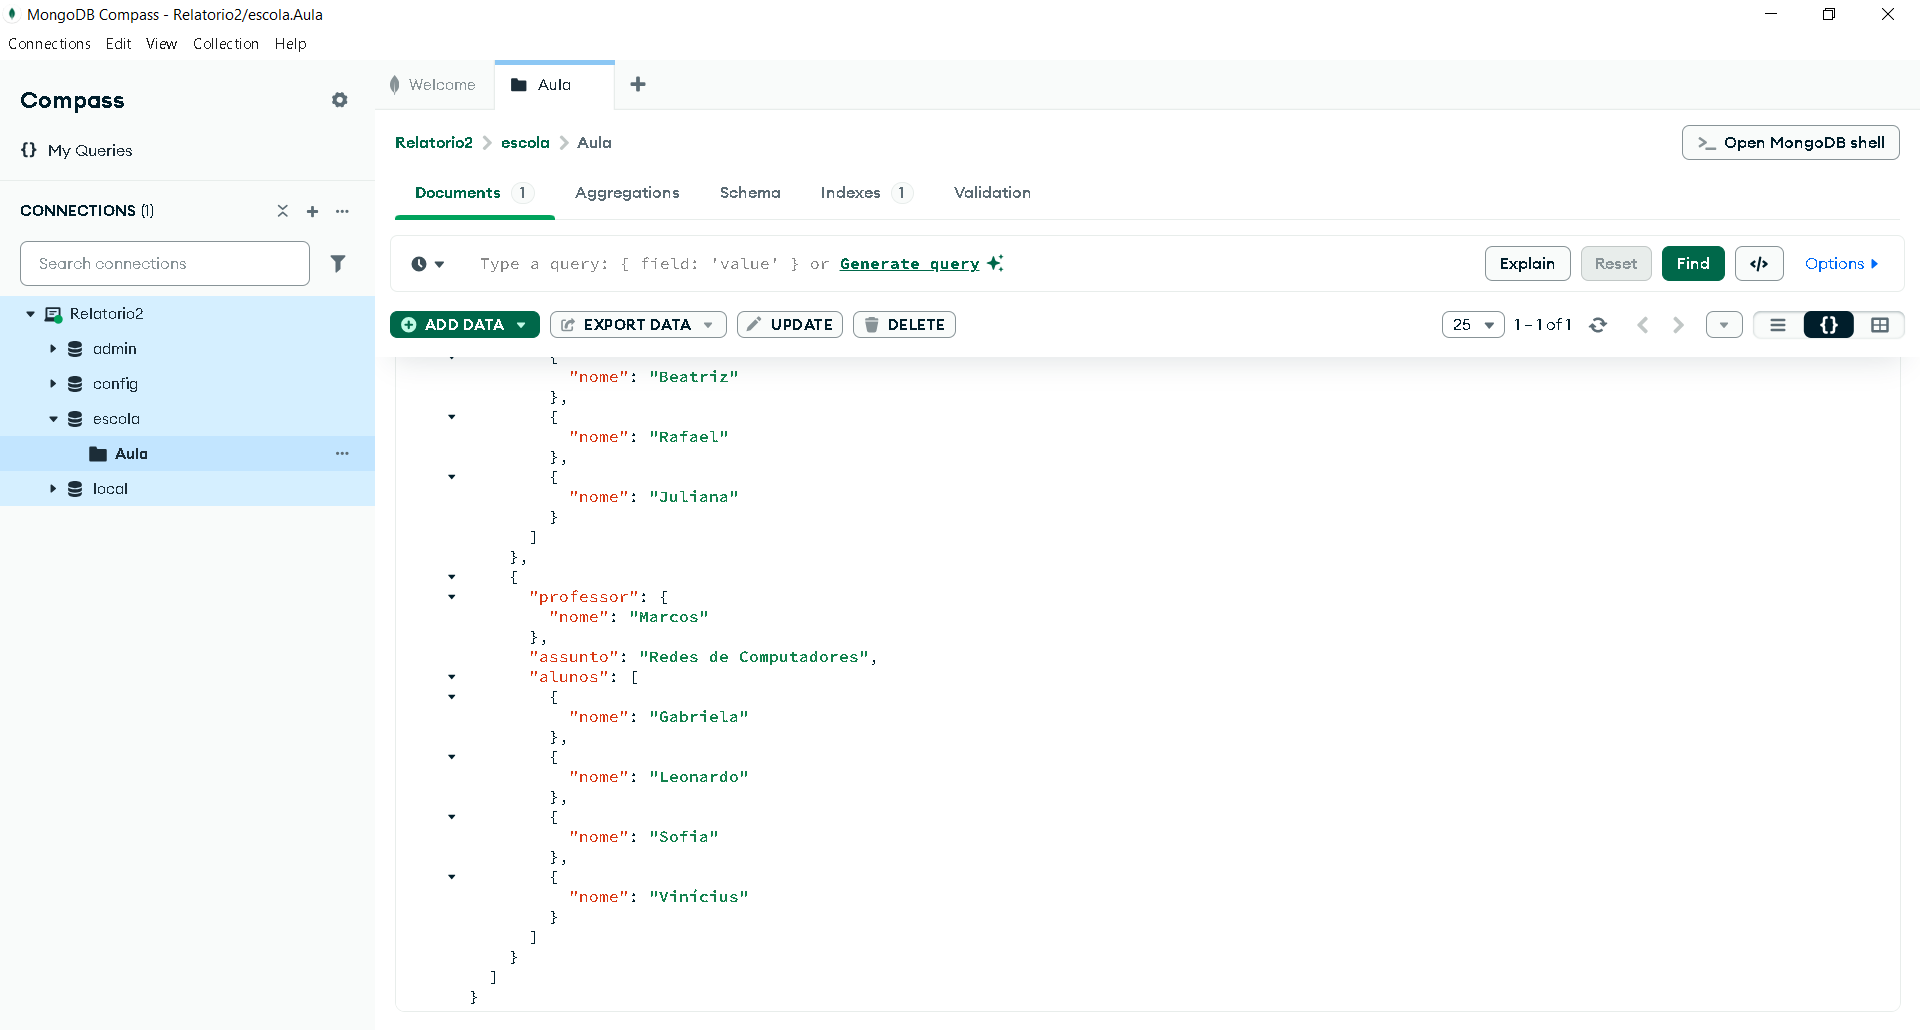 MongoDB Compass - Relatorio2/escola.Aula
Connections Edit View Collection Help
Compass
{} My Queries
CONNECTIONS (1)
Search connections
Relatorio2
admin
config
escola
Aula
local
Welcome
Aula
Relatorio2 > escola > Aula
>_ Open MongoDB shell
Documents 1 Aggregations Schema Indexes 1 Validation
Type a query: { field: 'value' } or Generate query
Explain Reset Find </> Options
ADD DATA EXPORT DATA UPDATE DELETE
25 1 – 1 of 1 {}
{
"nome": "Beatriz"
},
{
"nome": "Rafael"
},
{
"nome": "Juliana"
}
]
},
{
"professor": {
"nome": "Marcos"
},
"assunto": "Redes de Computadores",
"alunos": [
{
"nome": "Gabriela"
},
{
"nome": "Leonardo"
},
{
"nome": "Sofia"
},
{
"nome": "Vinícius"
}
]
}
]
}